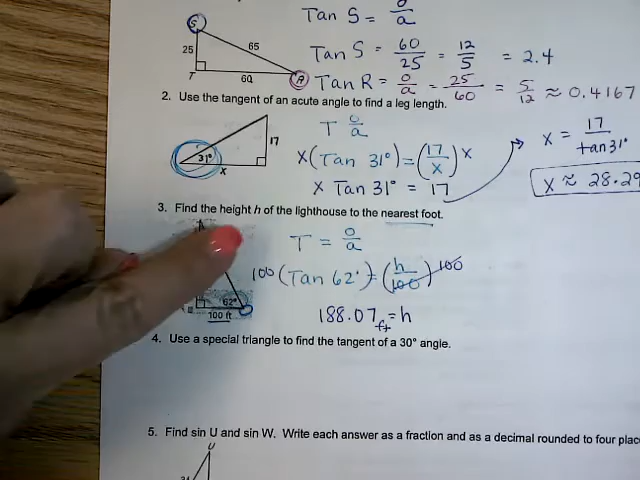 Tan S = o/a
S
25
65
T
60
R
Tan S = 60/25 = 12/5 = 2.4
Tan R = o/a = 25/60 = 5/12 ≈ 0.4167
2. Use the tangent of an acute angle to find a leg length.
T o/a
17
31°
x
x(Tan 31°) = (17/x) x
x = 17/tan 31°
x Tan 31° = 17
x ≈ 28.29
3. Find the height h of the lighthouse to the nearest foot.
T = o/a
100 (Tan 62°) = (h/100) 100
62°
100 ft
188.07 ft = h
4. Use a special triangle to find the tangent of a 30° angle.
5. Find sin U and sin W. Write each answer as a fraction and as a decimal rounded to four
U
34